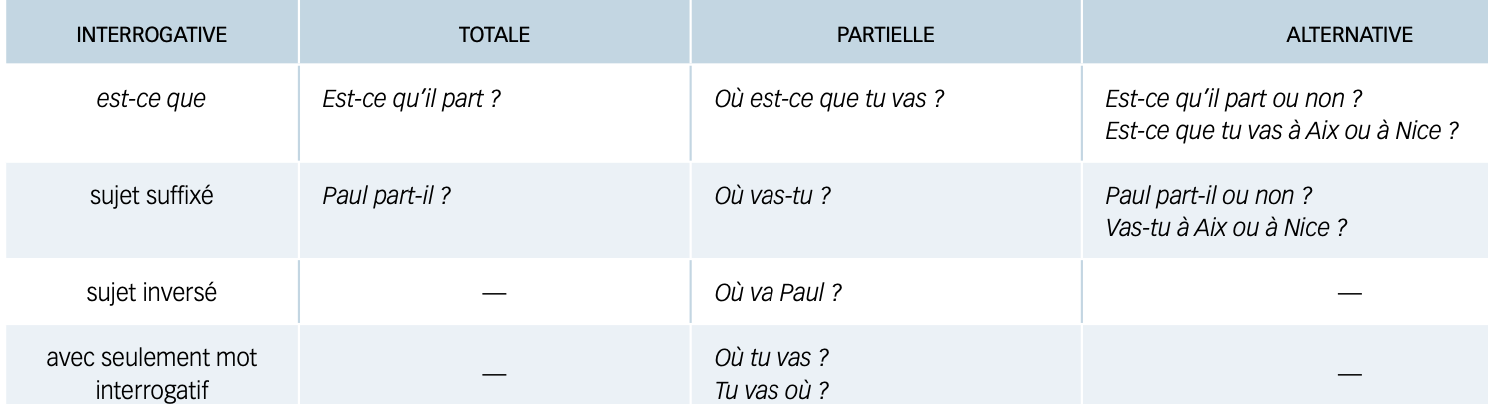 INTERROGATIVE TOTALE PARTIELLE ALTERNATIVE
est-ce que Est-ce qu’il part ? Où est-ce que tu vas ? Est-ce qu’il part ou non ?
Est-ce que tu vas à Aix ou à Nice ?
sujet suffixé Paul part-il ? Où vas-tu ? Paul part-il ou non ?
Vas-tu à Aix ou à Nice ?
sujet inversé — Où va Paul ? —
avec seulement mot — Où tu vas ? —
interrogatif Tu vas où ?